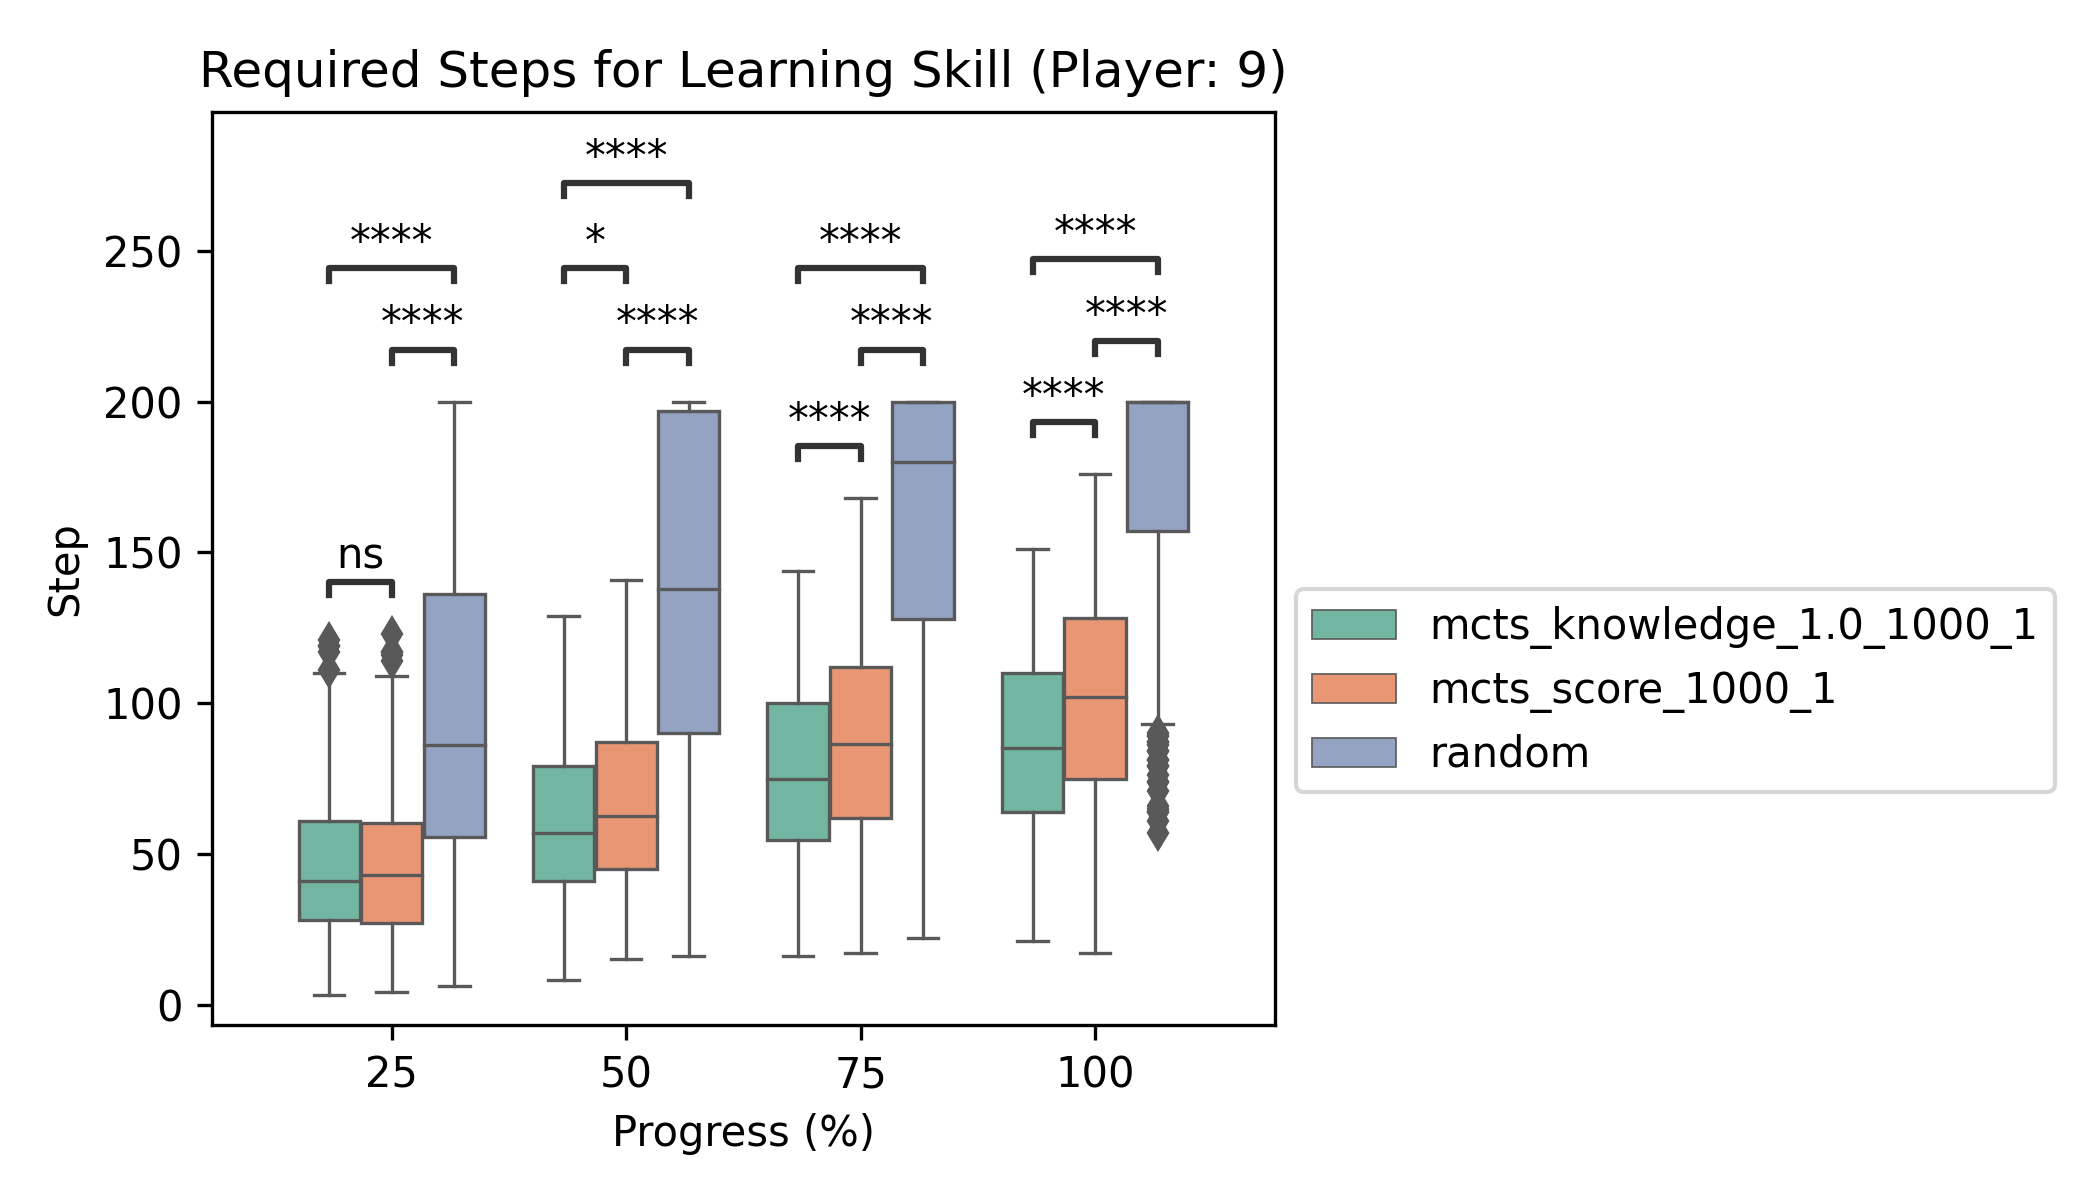 Required Steps for Learning Skill (Player: 9)
****
**** * **** ****
**** **** **** ****
**** ****
ns
250
200
150
100
50
0
Step
25 50 75 100
Progress (%)
mcts_knowledge_1.0_1000_1
mcts_score_1000_1
random